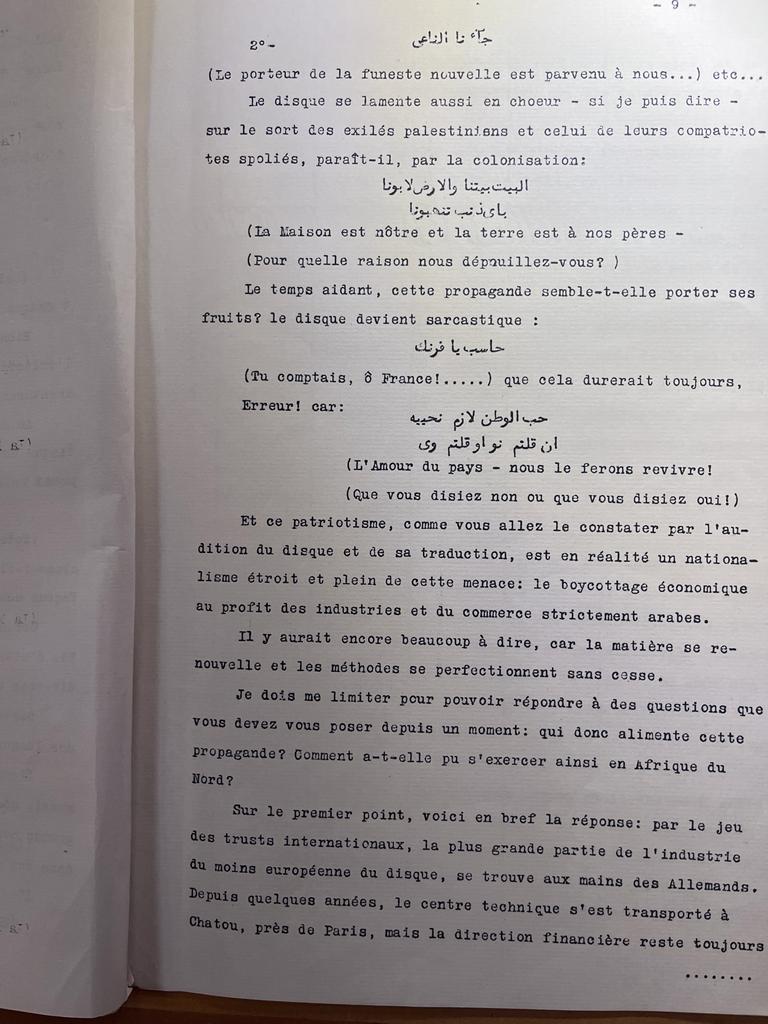 - 9 -
2°- جآء نا الناعي
(Le porteur de la funeste nouvelle est parvenu à nous...) etc...
Le disque se lamente aussi en choeur - si je puis dire -
sur le sort des exilés palestiniens et celui de leurs compatrio-
tes spoliés, paraît-il, par la colonisation:
البيت بيتنا والارض لابونا
باى ذنب تنهبونا
(La Maison est nôtre et la terre est à nos pères -
(Pour quelle raison nous dépouillez-vous? )
Le temps aidant, cette propagande semble-t-elle porter ses
fruits? le disque devient sarcastique :
حاسب يا فرنك
(Tu comptais, ô France!.....) que cela durerait toujours,
Erreur! car:
حب الوطن لازم نحييه
ان قلتم نو او قلتم وى
(L'Amour du pays - nous le ferons revivre!
(Que vous disiez non ou que vous disiez oui!)
Et ce patriotisme, comme vous allez le constater par l'au-
dition du disque et de sa traduction, est en réalité un nationa-
lisme étroit et plein de cette menace: le boycottage économique
au profit des industries et du commerce strictement arabes.
Il y aurait encore beaucoup à dire, car la matière se re-
nouvelle et les méthodes se perfectionnent sans cesse.
Je dois me limiter pour pouvoir répondre à des questions que
vous devez vous poser depuis un moment: qui donc alimente cette
propagande? Comment a-t-elle pu s'exercer ainsi en Afrique du
Nord?
Sur le premier point, voici en bref la réponse: par le jeu
des trusts internationaux, la plus grande partie de l'industrie
du moins européenne du disque, se trouve aux mains des Allemands.
Depuis quelques années, le centre technique s'est transporté à
Chatou, près de Paris, mais la direction financière reste toujours
........